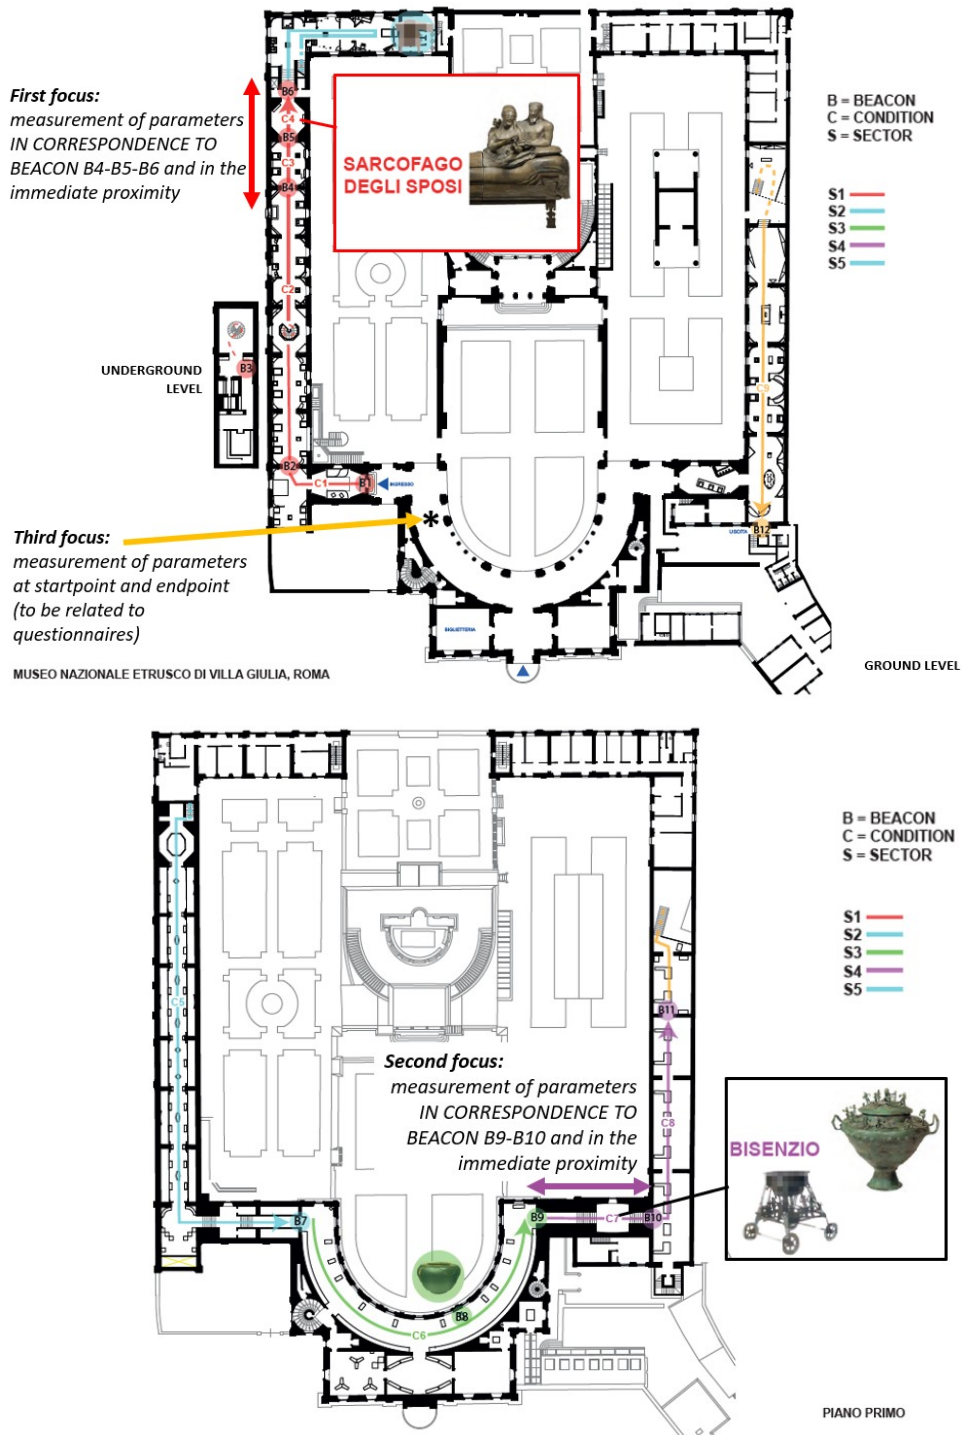 First focus:
measurement of parameters
IN CORRESPONDENCE TO
BEACON B4-B5-B6 and in the
immediate proximity
B6
C4
B5
C3
B4
SARCOFAGO
DEGLI SPOSI
B = BEACON
C = CONDITION
S = SECTOR
S1
S2
S3
S4
S5
C2
UNDERGROUND
LEVEL
B3
C9
B2
C1
B1
INGRESSO
Third focus:
measurement of parameters
at startpoint and endpoint
(to be related to
questionnaires)
*
USCITA
B12
BIGLIETTERIA
MUSEO NAZIONALE ETRUSCO DI VILLA GIULIA, ROMA
GROUND LEVEL
B = BEACON
C = CONDITION
S = SECTOR
S1
S2
S3
S4
S5
C5
B11
Second focus:
measurement of parameters
IN CORRESPONDENCE TO
BEACON B9-B10 and in the
immediate proximity
C8
BISENZIO
B7
B9
C7
B10
B8
C6
PIANO PRIMO